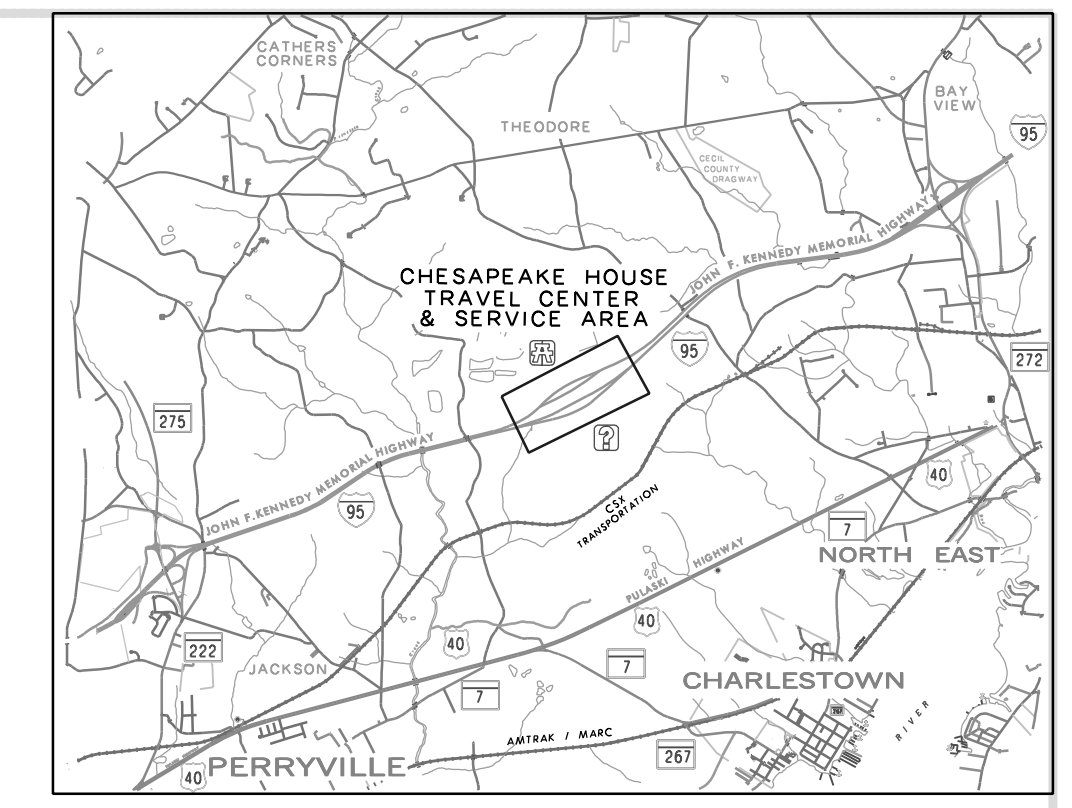 CATHERS
CORNERS
BAY
VIEW
THEODORE
95
CECIL
COUNTY
DRAGWAY
JOHN F. KENNEDY MEMORIAL HIGHWAY
CHESAPEAKE HOUSE
TRAVEL CENTER
& SERVICE AREA
95
272
?
275
JOHN F. KENNEDY MEMORIAL HIGHWAY
40
95
CSX
TRANSPORTATION
7
NORTH EAST
PULASKI HIGHWAY
40
40
222
7
JACKSON
7
CHARLESTOWN
267
RIVER
AMTRAK / MARC
267
PERRYVILLE
40